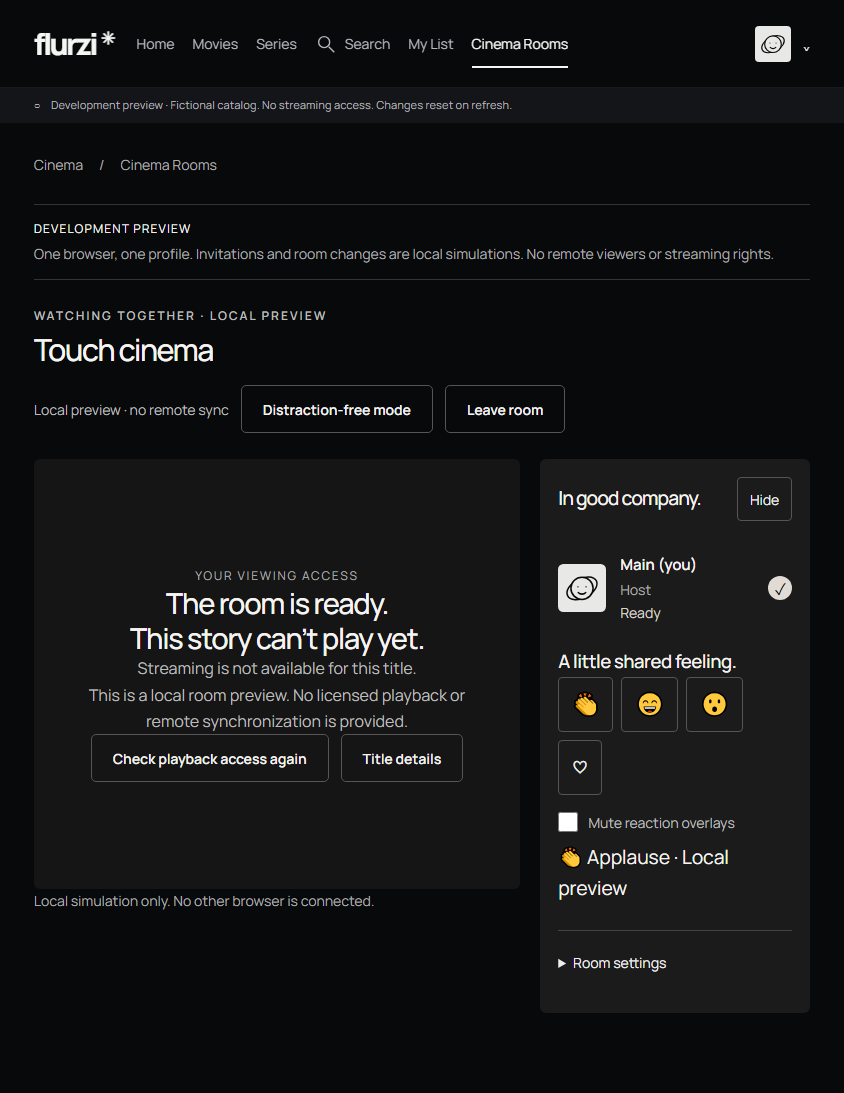 flurzi*
Home Movies Series Search My List Cinema Rooms
Development preview · Fictional catalog. No streaming access. Changes reset on refresh.
Cinema / Cinema Rooms
DEVELOPMENT PREVIEW
One browser, one profile. Invitations and room changes are local simulations. No remote viewers or streaming rights.
WATCHING TOGETHER · LOCAL PREVIEW
Touch cinema
Local preview · no remote sync
Distraction-free mode
Leave room
YOUR VIEWING ACCESS
The room is ready.
This story can’t play yet.
Streaming is not available for this title.
This is a local room preview. No licensed playback or
remote synchronization is provided.
Check playback access again
Title details
Local simulation only. No other browser is connected.
In good company.
Hide
Main (you)
Host
Ready
A little shared feeling.
Mute reaction overlays
👏 Applause · Local
preview
Room settings